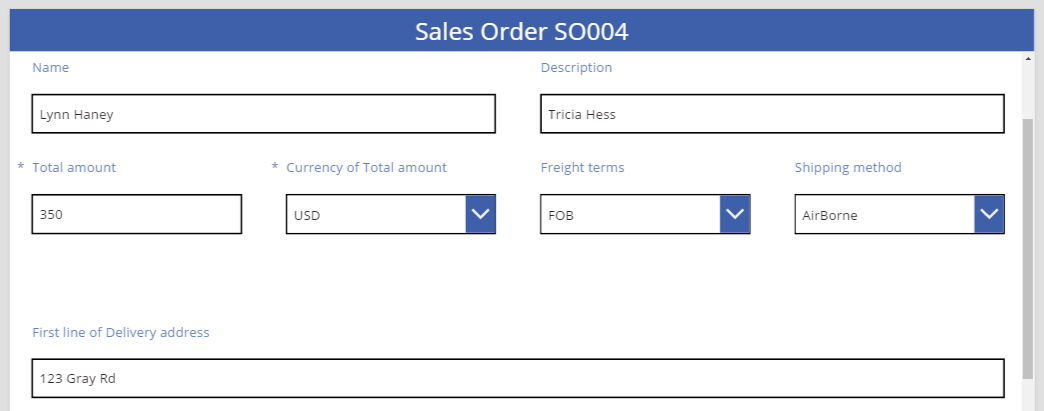 Sales Order SO004
Name
Description
Lynn Haney
Tricia Hess
* Total amount
* Currency of Total amount
Freight terms
Shipping method
350
USD
FOB
AirBorne
First line of Delivery address
123 Gray Rd